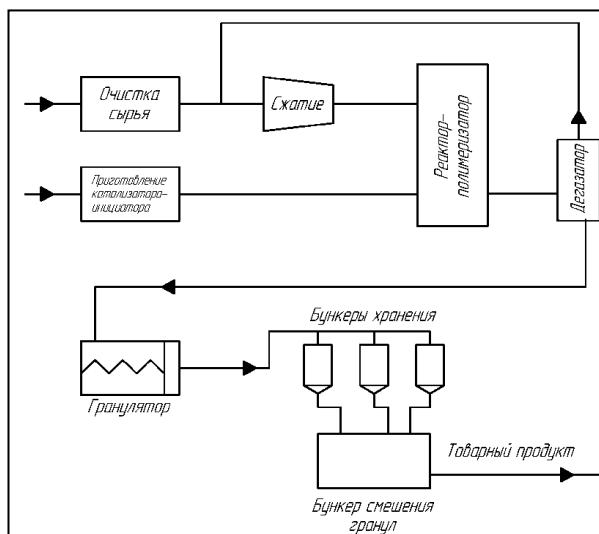 Очистка
сырья
Сжатие
Реактор-
полимеризатор
Дегазатор
Приготовление
катализатора-
инициатора
Бункеры хранения
Гранулятор
Товарный продукт
Бункер смешения
гранул